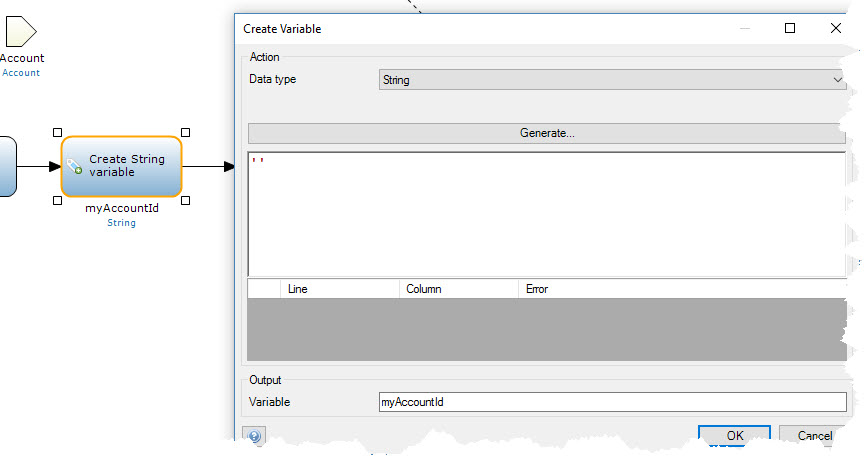 Account
Account
Create String
variable
myAccountId
String
Create Variable
Action
Data type
String
Generate...
' '
Line Column Error
Output
Variable
myAccountId
OK
Cancel